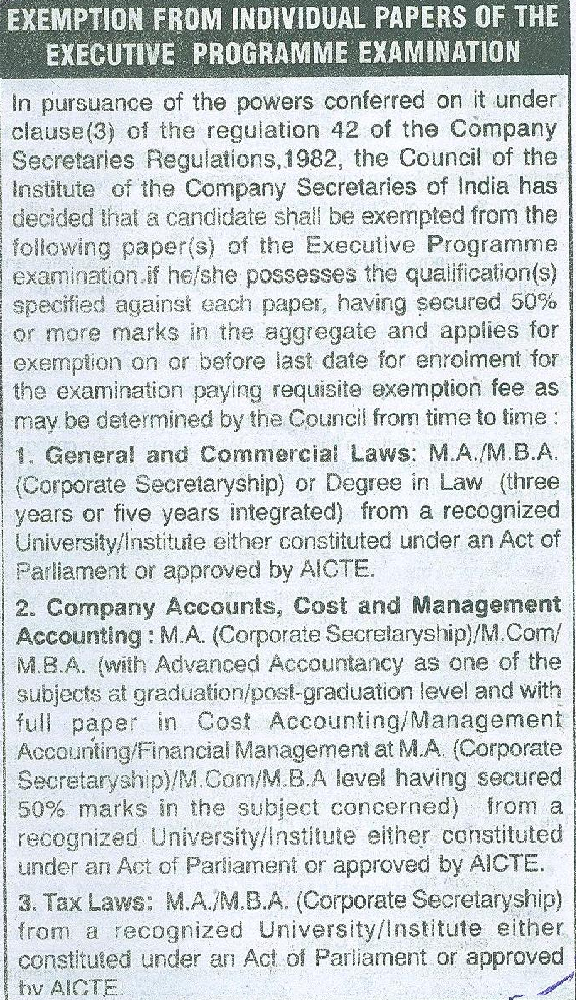 EXEMPTION FROM INDIVIDUAL PAPERS OF THE
EXECUTIVE PROGRAMME EXAMINATION
In pursuance of the powers conferred on it under
clause(3) of the regulation 42 of the Company
Secretaries Regulations,1982, the Council of the
Institute of the Company Secretaries of India has
decided that a candidate shall be exempted from the
following paper(s) of the Executive Programme
examination.if he/she possesses the qualification(s)
specified against each paper, having secured 50%
or more marks in the aggregate and applies for
exemption on or before last date for enrolment for
the examination paying requisite exemption fee as
may be determined by the Council from time to time :
1. General and Commercial Laws: M.A./M.B.A.
(Corporate Secretaryship) or Degree in Law (three
years or five years integrated) from a recognized
University/Institute either constituted under an Act of
Parliament or approved by AICTE.
2. Company Accounts, Cost and Management
Accounting : M.A. (Corporate Secretaryship)/M.Com/
M.B.A. (with Advanced Accountancy as one of the
subjects at graduation/post-graduation level and with
full paper in Cost Accounting/Management
Accounting/Financial Management at M.A. (Corporate
Secretaryship)/M.Com/M.B.A level having secured
50% marks in the subject concerned) from a
recognized University/Institute either constituted
under an Act of Parliament or approved by AICTE.
3. Tax Laws: M.A./M.B.A. (Corporate Secretaryship)
from a recognized University/Institute either
constituted under an Act of Parliament or approved
by AICTE.